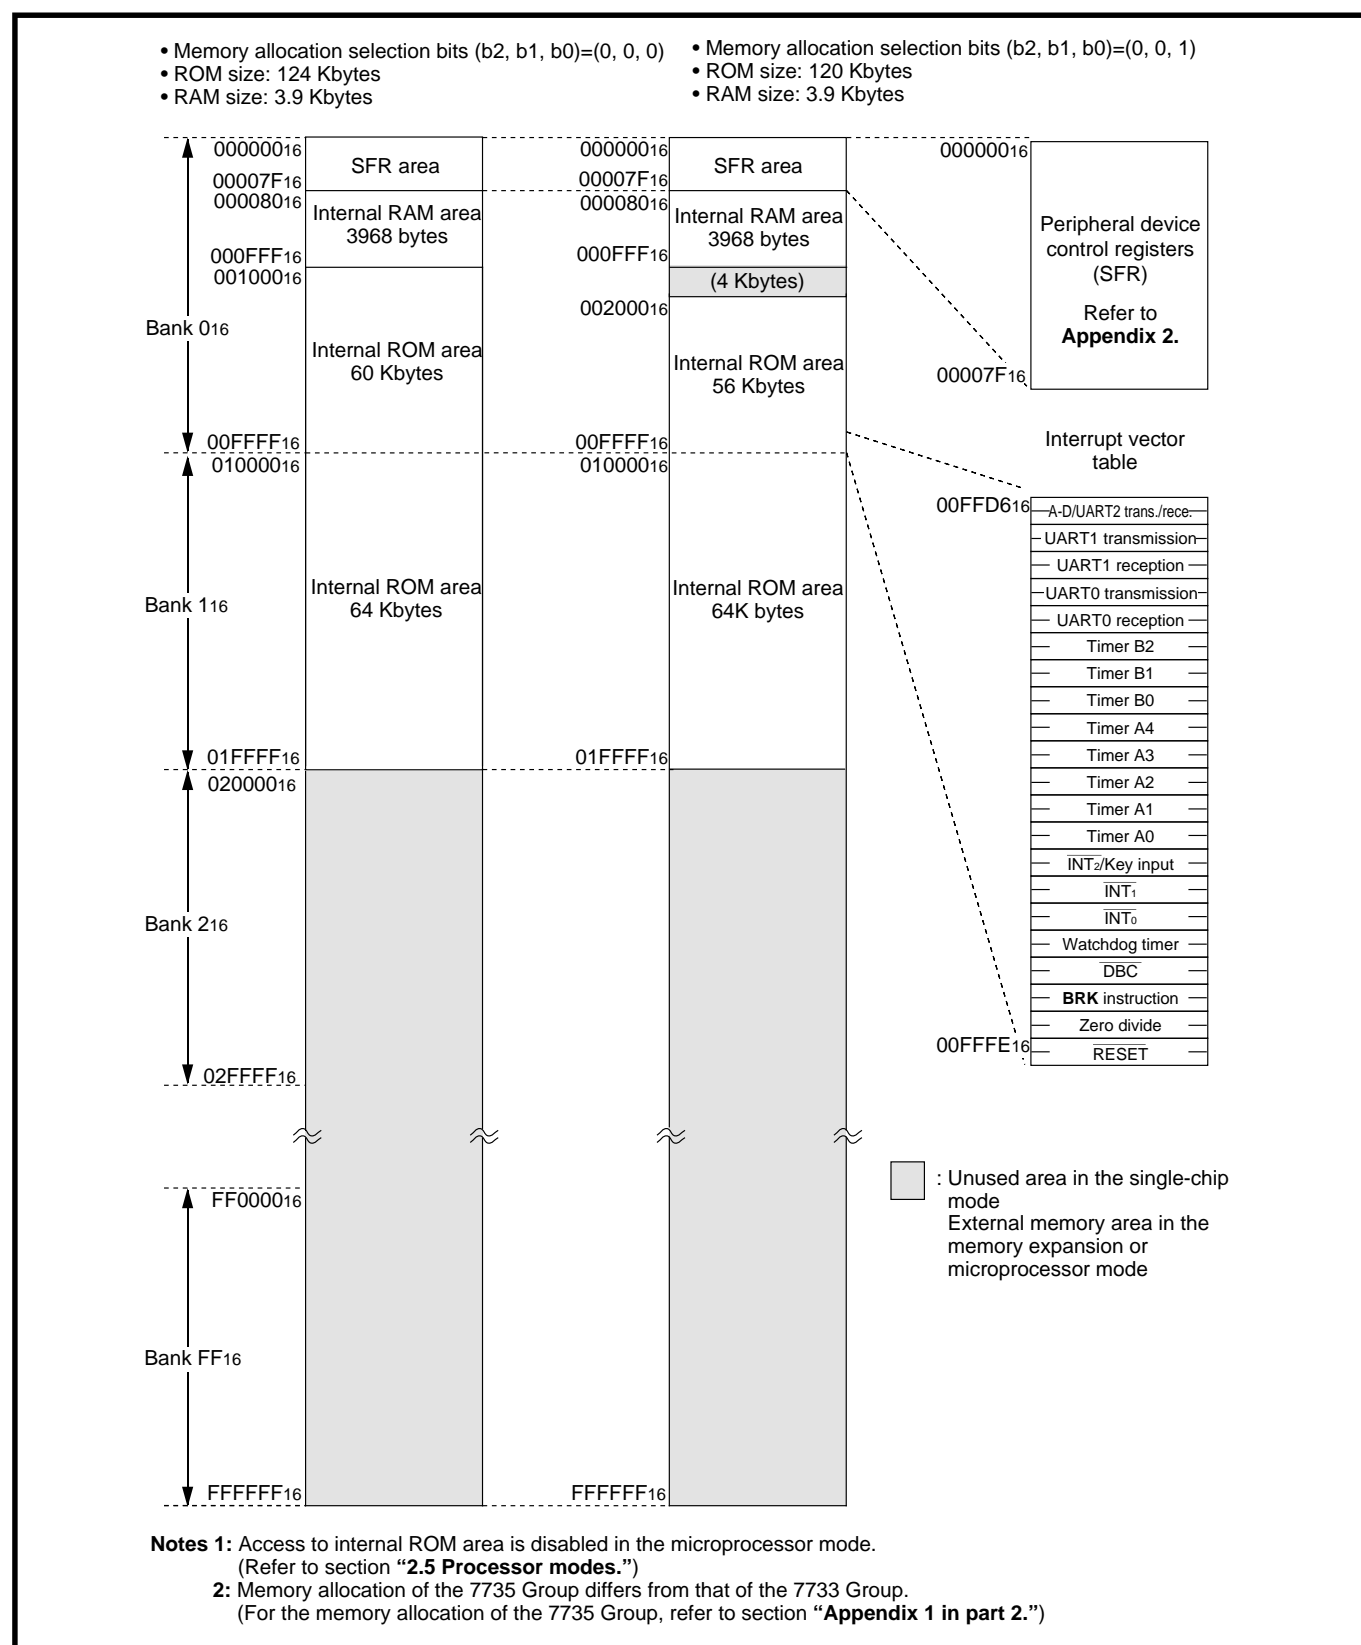 • Memory allocation selection bits (b2, b1, b0)=(0, 0, 0)
• ROM size: 124 Kbytes
• RAM size: 3.9 Kbytes
• Memory allocation selection bits (b2, b1, b0)=(0, 0, 1)
• ROM size: 120 Kbytes
• RAM size: 3.9 Kbytes
Bank 016
Bank 116
Bank 216
Bank FF16
00000016
00007F16
00008016
000FFF16
00100016
00FFFF16
01000016
01FFFF16
02000016
02FFFF16
FF000016
FFFFFF16
SFR area
Internal RAM area
3968 bytes
Internal ROM area
60 Kbytes
Internal ROM area
64 Kbytes
00000016
00007F16
00008016
000FFF16
00200016
00FFFF16
01000016
01FFFF16
FFFFFF16
SFR area
Internal RAM area
3968 bytes
(4 Kbytes)
Internal ROM area
56 Kbytes
Internal ROM area
64K bytes
00000016
00007F16
Peripheral device
control registers
(SFR)
Refer to
Appendix 2.
Interrupt vector
table
00FFD616
A-D/UART2 trans./rece.
UART1 transmission
UART1 reception
UART0 transmission
UART0 reception
Timer B2
Timer B1
Timer B0
Timer A4
Timer A3
Timer A2
Timer A1
Timer A0
INT2/Key input
INT1
INT0
Watchdog timer
DBC
BRK instruction
Zero divide
00FFFE16
RESET
: Unused area in the single-chip
mode
External memory area in the
memory expansion or
microprocessor mode
Notes 1: Access to internal ROM area is disabled in the microprocessor mode.
(Refer to section “2.5 Processor modes.”)
2: Memory allocation of the 7735 Group differs from that of the 7733 Group.
(For the memory allocation of the 7735 Group, refer to section “Appendix 1 in part 2.”)